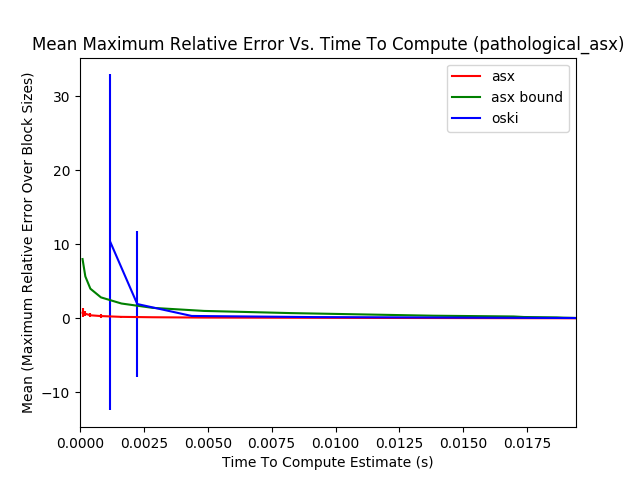 Mean Maximum Relative Error Vs. Time To Compute (pathological_asx)
Mean (Maximum Relative Error Over Block Sizes)
30
20
10
0
−10
asx
asx bound
oski
0.0000 0.0025 0.0050 0.0075 0.0100 0.0125 0.0150 0.0175
Time To Compute Estimate (s)